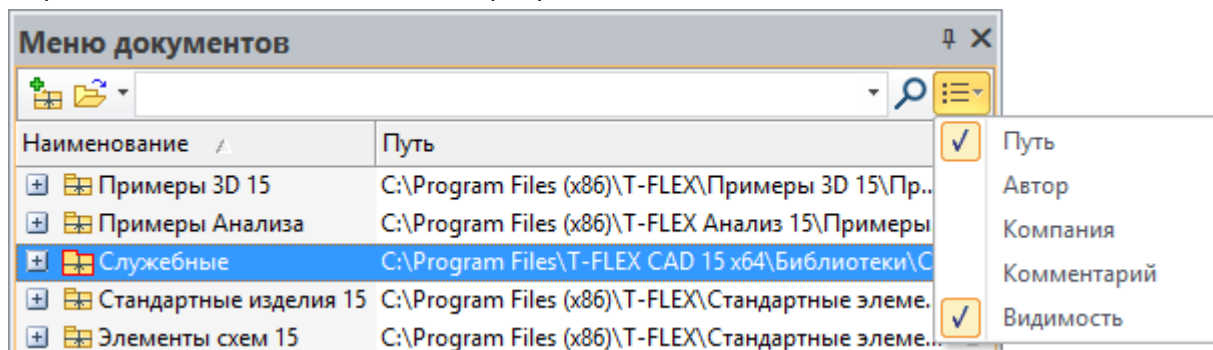 Меню документов
Наименование Путь
Путь
Примеры 3D 15 C:\Program Files (x86)\T-FLEX\Примеры 3D 15\Пр...
Автор
Примеры Анализа C:\Program Files (x86)\T-FLEX Анализ 15\Примеры
Компания
Служебные C:\Program Files\T-FLEX CAD 15 x64\Библиотеки\С
Комментарий
Стандартные изделия 15 C:\Program Files (x86)\T-FLEX\Стандартные элеме...
Видимость
Элементы схем 15 C:\Program Files (x86)\T-FLEX\Стандартные элеме...